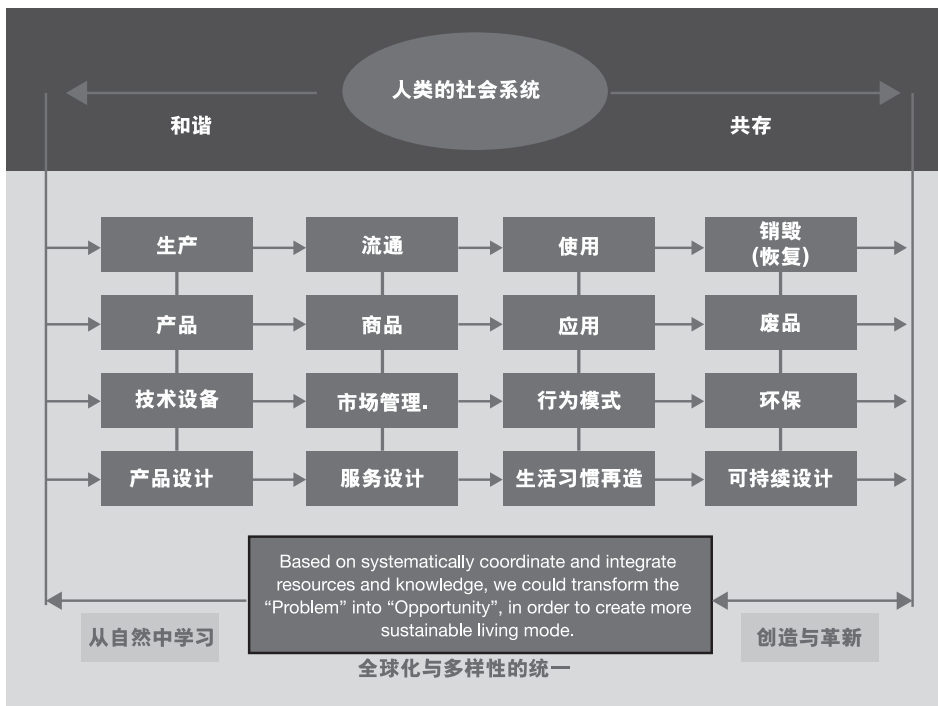 人类的社会系统
和谐
共存
生产
流通
使用
销毁
(恢复)
产品
商品
应用
废品
技术设备
市场管理.
行为模式
环保
产品设计
服务设计
生活习惯再造
可持续设计
Based on systematically coordinate and integrate
resources and knowledge, we could transform the
“Problem” into “Opportunity”, in order to create more
sustainable living mode.
从自然中学习
创造与革新
全球化与多样性的统一